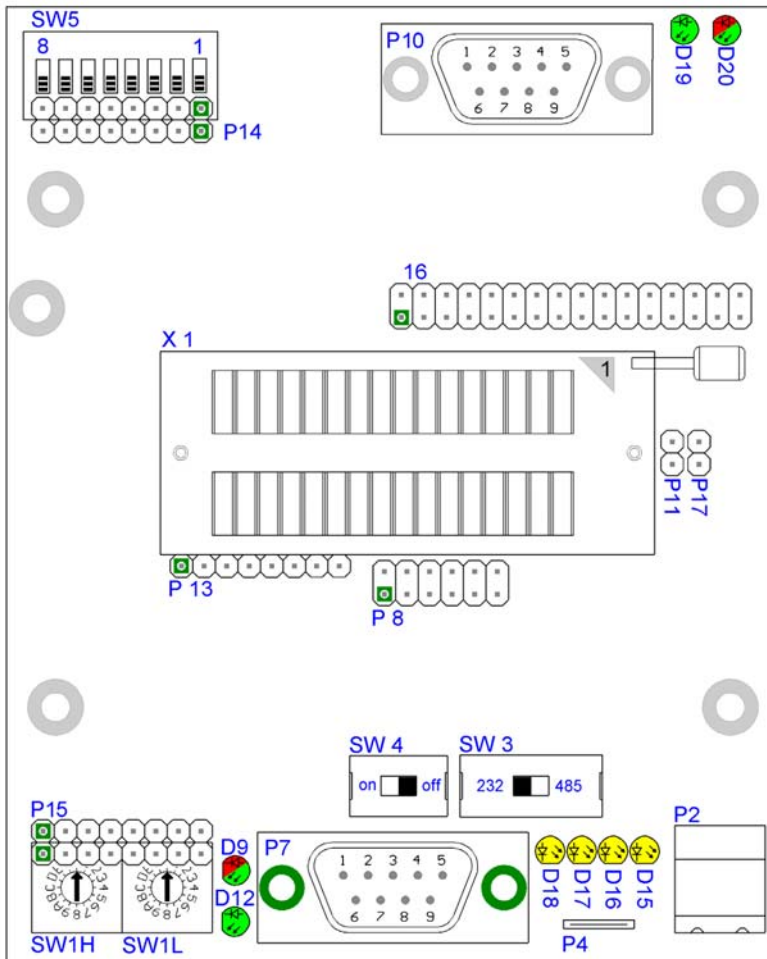 SW5
8 1
P14
P10
1 2 3 4 5
6 7 8 9
D19
D20
16
X 1
1
P11
P17
P 13
P 8
SW 4
on off
SW 3
232 485
P15
SW1H
SW1L
D9
D12
P7
1 2 3 4 5
6 7 8 9
D18
D17
D16
D15
P4
P2